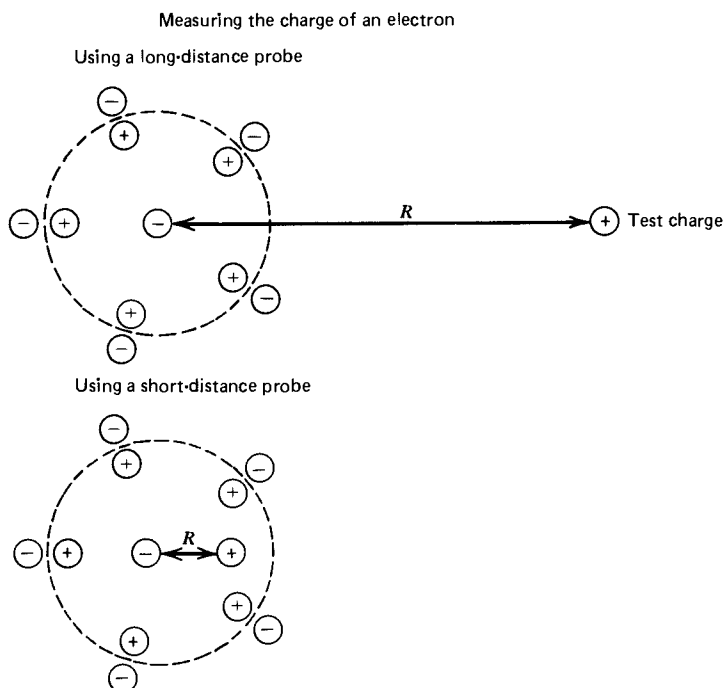 Measuring the charge of an electron
Using a long-distance probe
R
Test charge
Using a short-distance probe
R